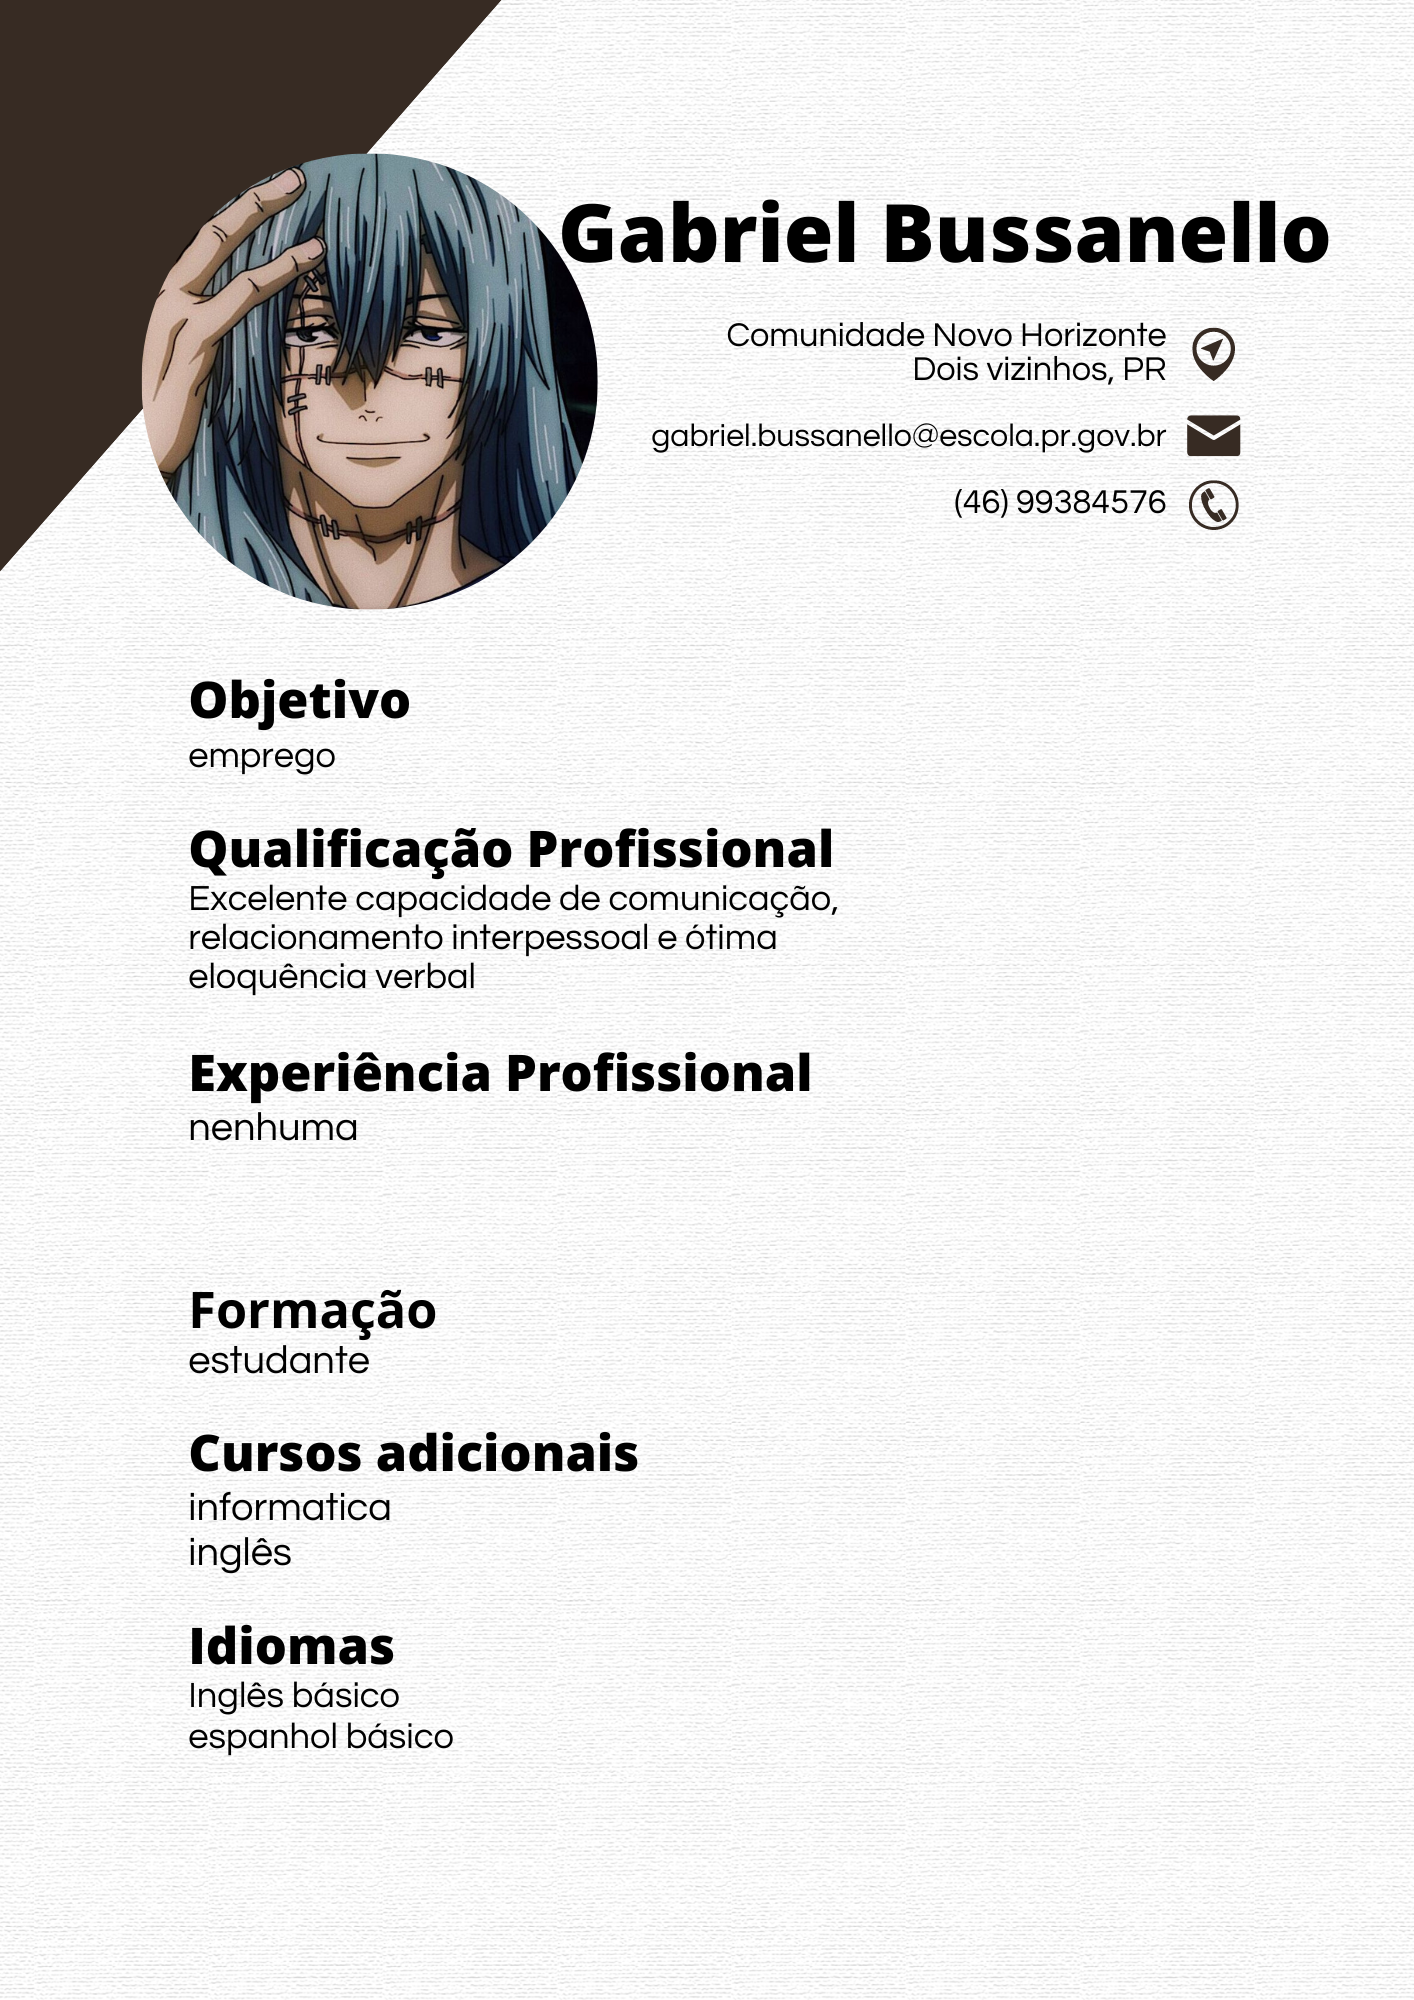 Gabriel Bussanello
Comunidade Novo Horizonte
Dois vizinhos, PR
gabriel.bussanello@escola.pr.gov.br
(46) 99384576
Objetivo
emprego
Qualificação Profissional
Excelente capacidade de comunicação,
relacionamento interpessoal e ótima
eloquência verbal
Experiência Profissional
nenhuma
Formação
estudante
Cursos adicionais
informatica
inglês
Idiomas
Inglês básico
espanhol básico